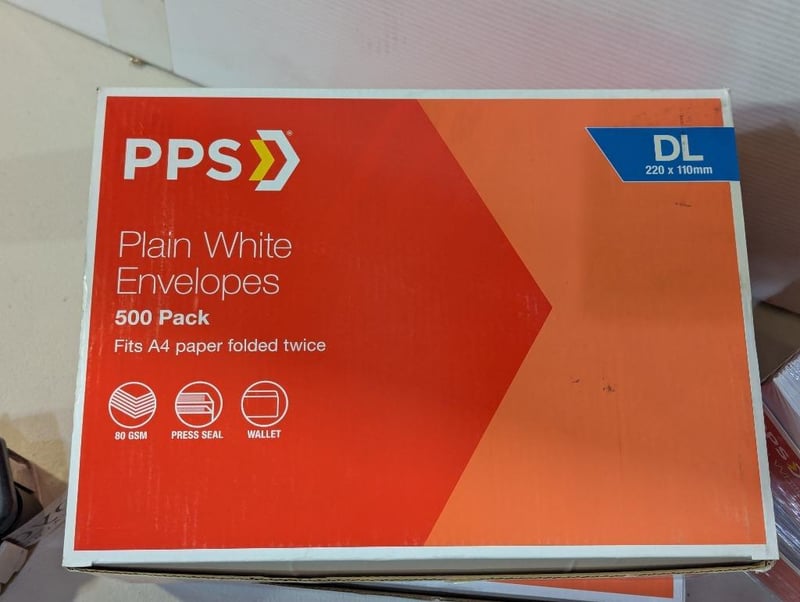 PPS
DL
220 x 110mm
Plain White
Envelopes
500 Pack
Fits A4 paper folded twice
80 GSM
PRESS SEAL
WALLET
PPS